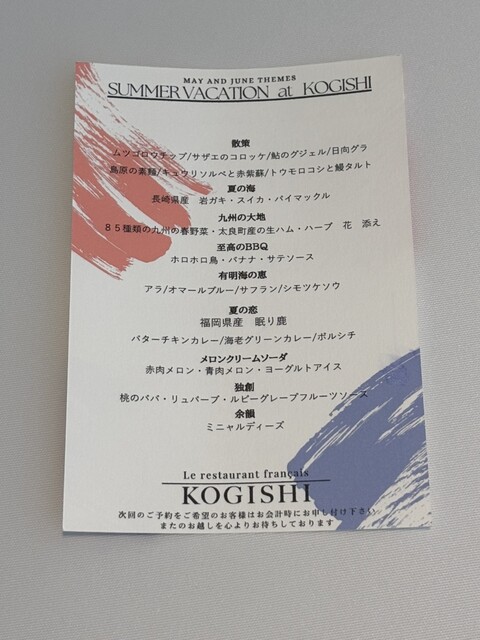 MAY AND JUNE THEMES
SUMMER VACATION at KOGISHI
散策
ムツゴロウチップ/サザエのコロッケ/鮎のグジェル/日向グラ
島原の素麺/キュウリソルベと赤紫蘇/トウモロコシと鰻タルト
夏の海
長崎県産 岩ガキ・スイカ・バイマックル
九州の大地
85種類の九州の春野菜・太良町産の生ハム・ハーブ 花 添え
至高のBBQ
ホロホロ鳥・バナナ・サテソース
有明海の恵
アラ/オマールブルー/サフラン/シモツケソウ
夏の恋
福岡県産 眠り鹿
バターチキンカレー/海老グリーンカレー/ボルシチ
メロンクリームソーダ
赤肉メロン・青肉メロン・ヨーグルトアイス
独創
桃のババ・リュバーブ・ルビーグレープフルーツソース
余韻
ミニャルディーズ
Le restaurant français
KOGISHI
次回のご予約をご希望のお客様はお会計時にお申し付け下さい
またのお越しを心よりお待ちしております